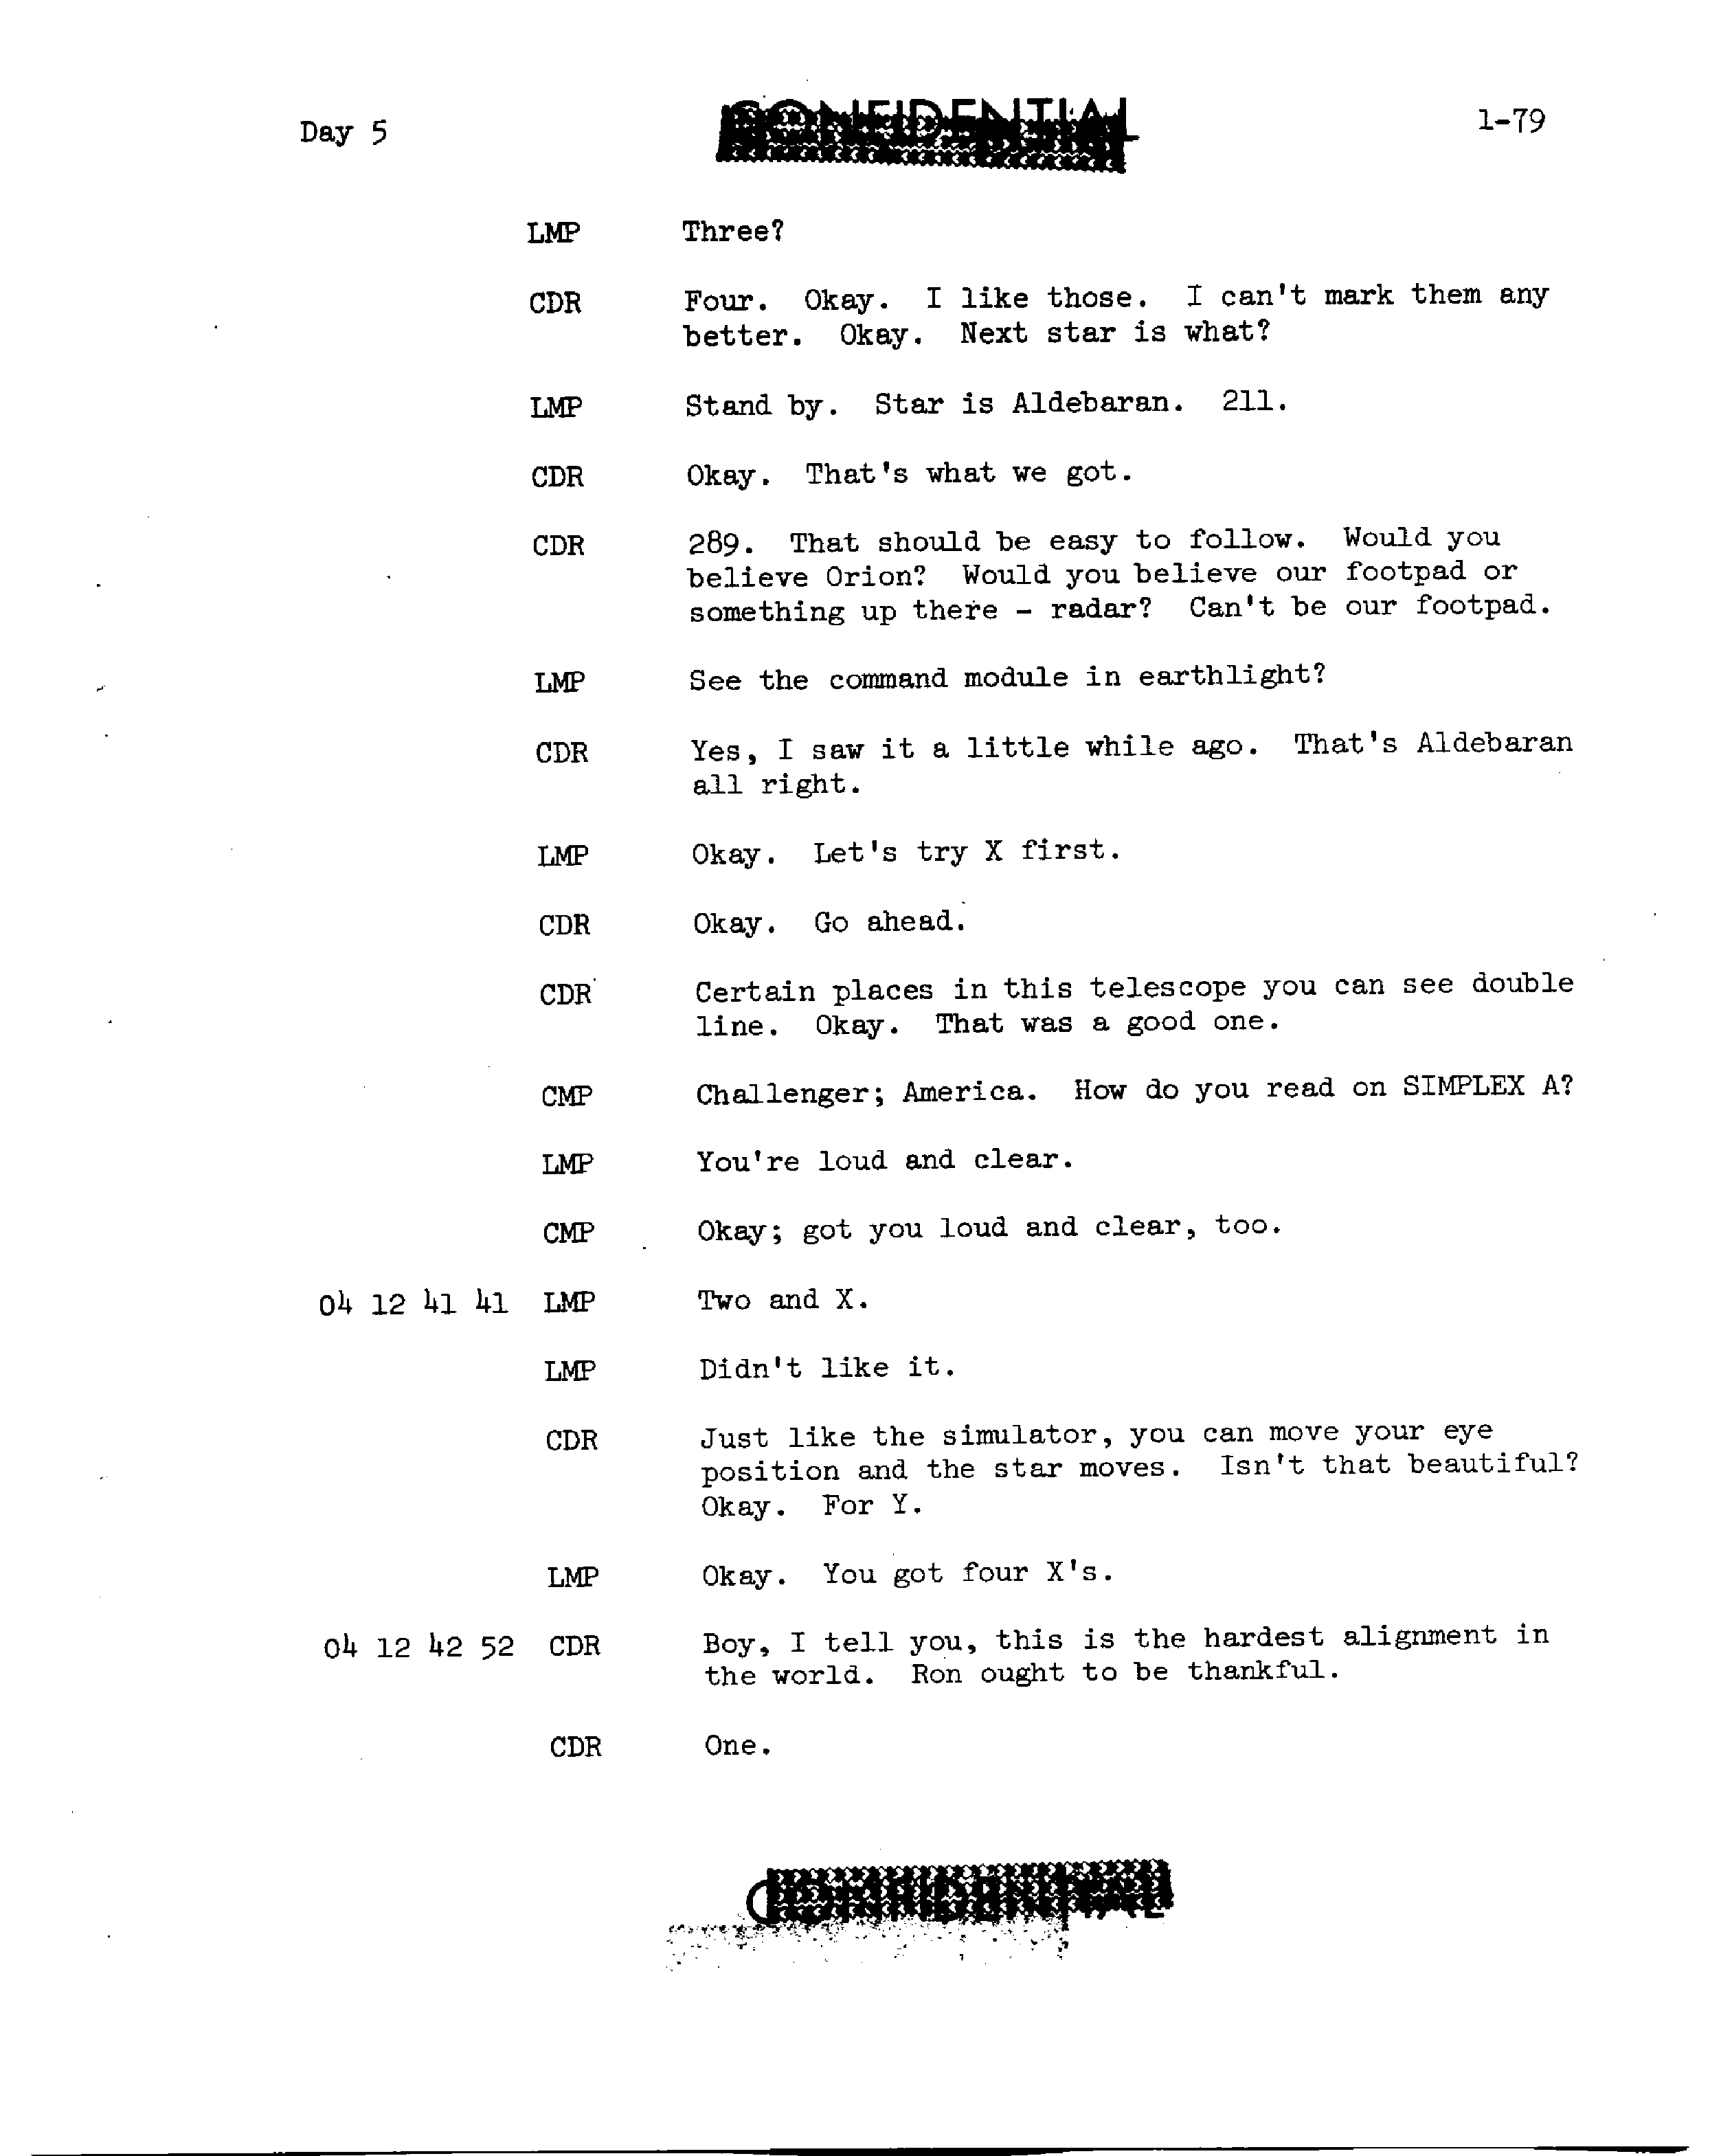 Day 5 CONFIDENTIAL 1-79
LMP Three?
CDR Four. Okay. I like those. I can't mark them any
better. Okay. Next star is what?
LMP Stand by. Star is Aldebaran. 211.
CDR Okay. That's what we got.
CDR 289. That should be easy to follow. Would you
believe Orion? Would you believe our footpad or
something up there - radar? Can't be our footpad.
LMP See the command module in earthlight?
CDR Yes, I saw it a little while ago. That's Aldebaran
all right.
LMP Okay. Let's try X first.
CDR Okay. Go ahead.
CDR Certain places in this telescope you can see double
line. Okay. That was a good one.
CMP Challenger; America. How do you read on SIMPLEX A?
LMP You're loud and clear.
CMP Okay; got you loud and clear, too.
04 12 41 41 LMP Two and X.
LMP Didn't like it.
CDR Just like the simulator, you can move your eye
position and the star moves. Isn't that beautiful?
Okay. For Y.
LMP Okay. You got four X's.
04 12 42 52 CDR Boy, I tell you, this is the hardest alignment in
the world. Ron ought to be thankful.
CDR One.
CONFIDENTIAL